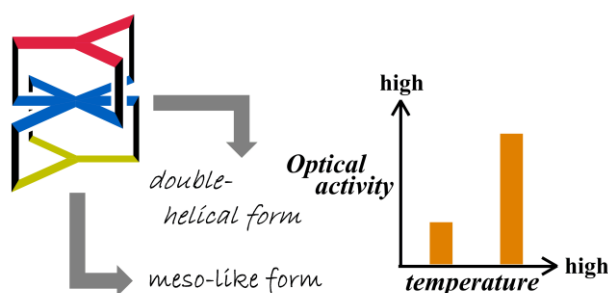 double-
helical form
meso-like form
high
Optical
activity
high
temperature